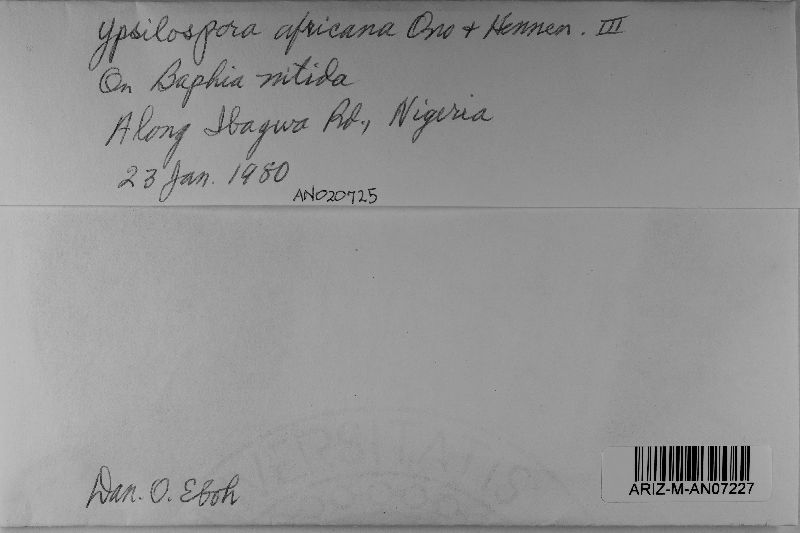 Ypsilospora africana Ono + Hennen. III
On Baphia nitida
Along Ibagwa Rd., Nigeria
23 Jan. 1980
AN020725
Dan. O. Eboh
ARIZ-M-AN07227